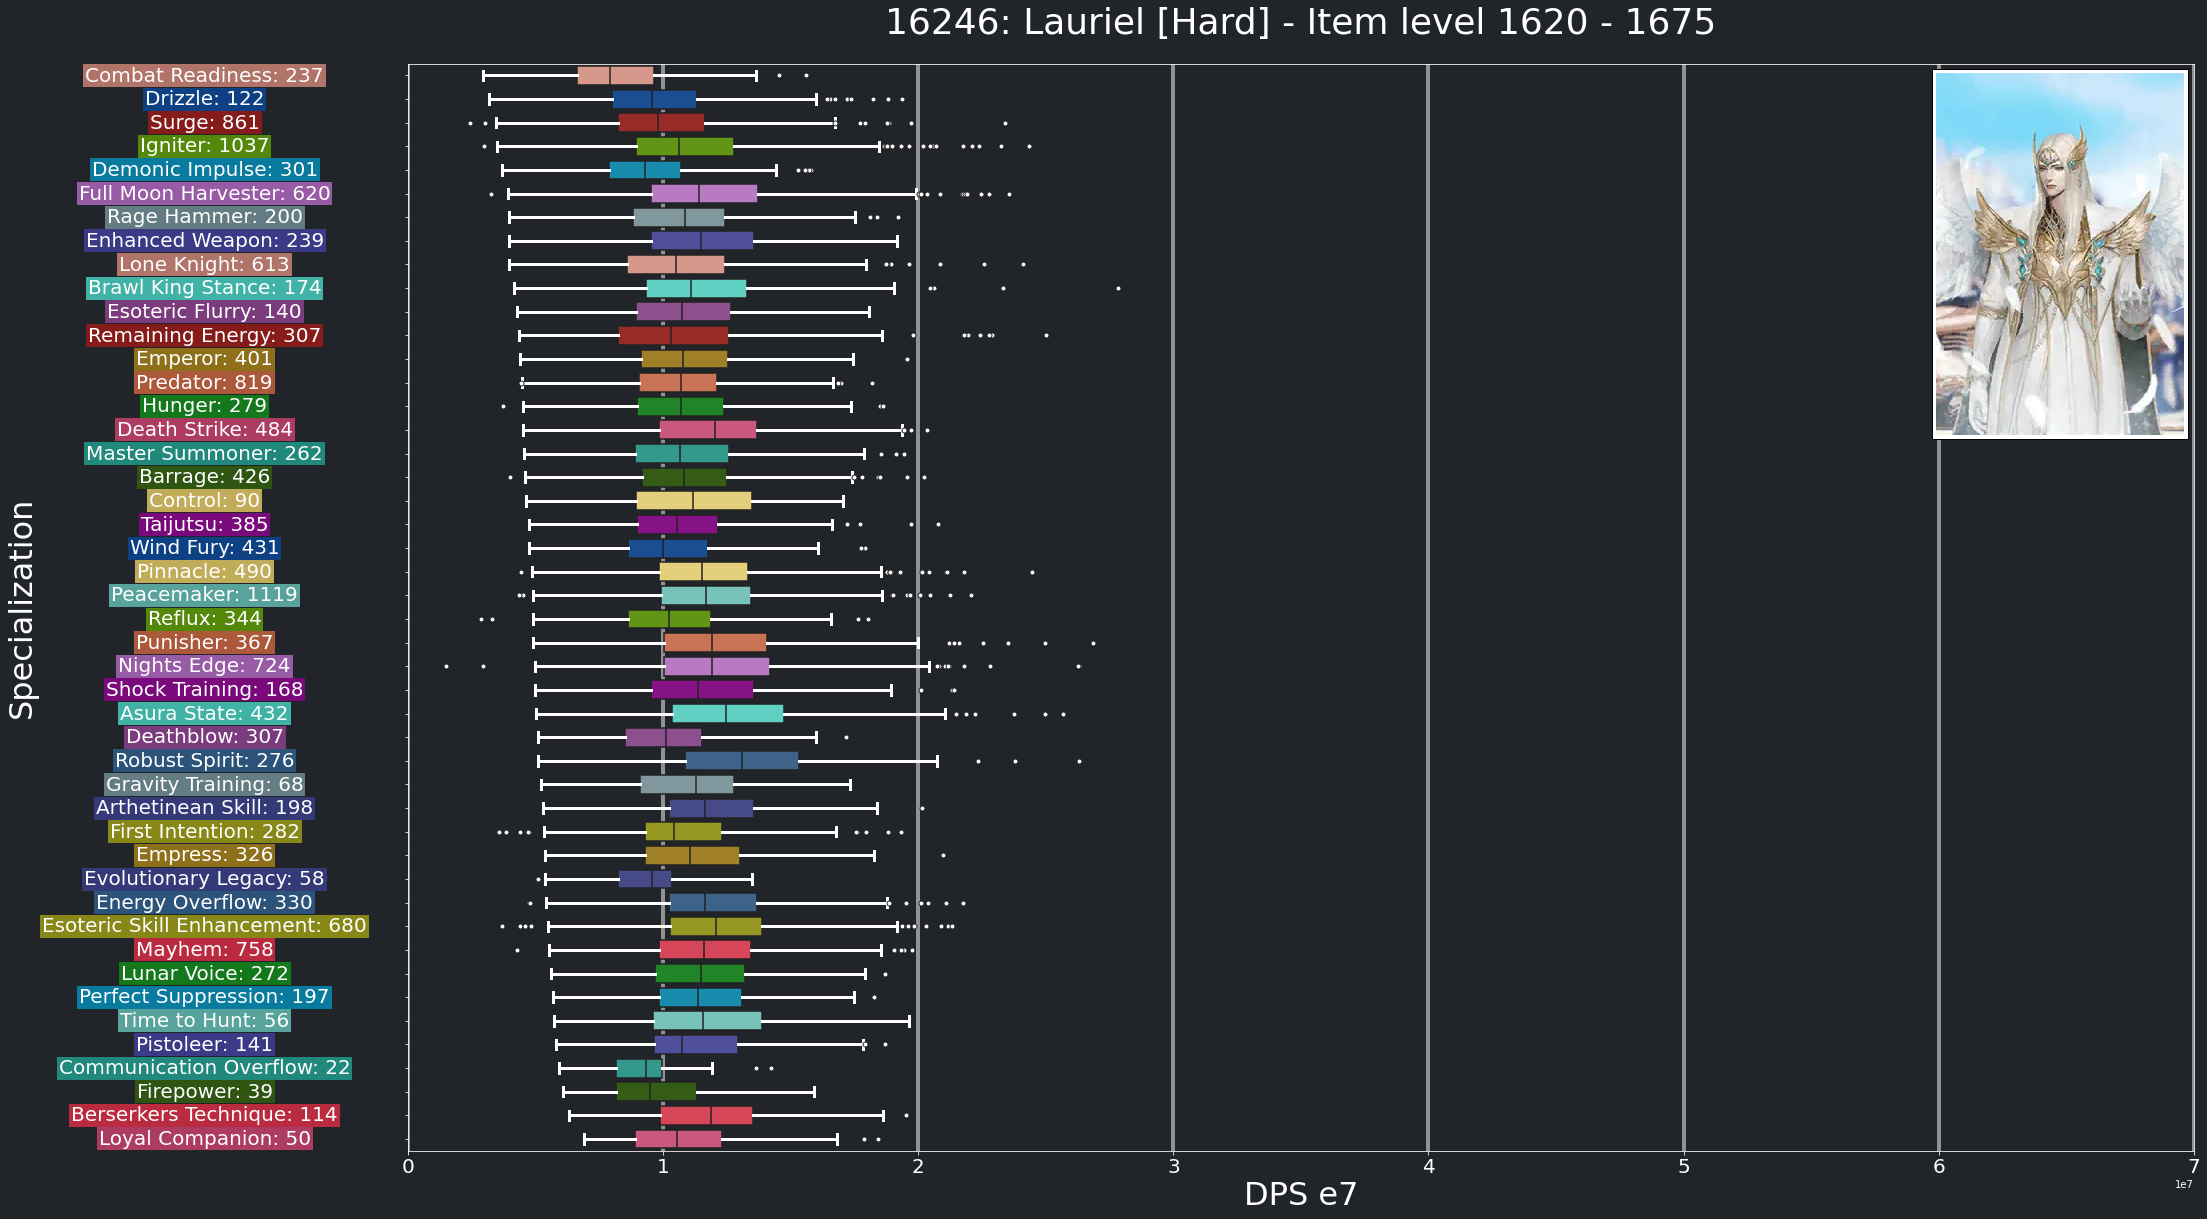 16246: Lauriel [Hard] - Item level 1620 - 1675
Specialization
Combat Readiness: 237
Drizzle: 122
Surge: 861
Igniter: 1037
Demonic Impulse: 301
Full Moon Harvester: 620
Rage Hammer: 200
Enhanced Weapon: 239
Lone Knight: 613
Brawl King Stance: 174
Esoteric Flurry: 140
Remaining Energy: 307
Emperor: 401
Predator: 819
Hunger: 279
Death Strike: 484
Master Summoner: 262
Barrage: 426
Control: 90
Taijutsu: 385
Wind Fury: 431
Pinnacle: 490
Peacemaker: 1119
Reflux: 344
Punisher: 367
Nights Edge: 724
Shock Training: 168
Asura State: 432
Deathblow: 307
Robust Spirit: 276
Gravity Training: 68
Arthetinean Skill: 198
First Intention: 282
Empress: 326
Evolutionary Legacy: 58
Energy Overflow: 330
Esoteric Skill Enhancement: 680
Mayhem: 758
Lunar Voice: 272
Perfect Suppression: 197
Time to Hunt: 56
Pistoleer: 141
Communication Overflow: 22
Firepower: 39
Berserkers Technique: 114
Loyal Companion: 50
0 1 2 3 4 5 6 7
1e7
DPS e7